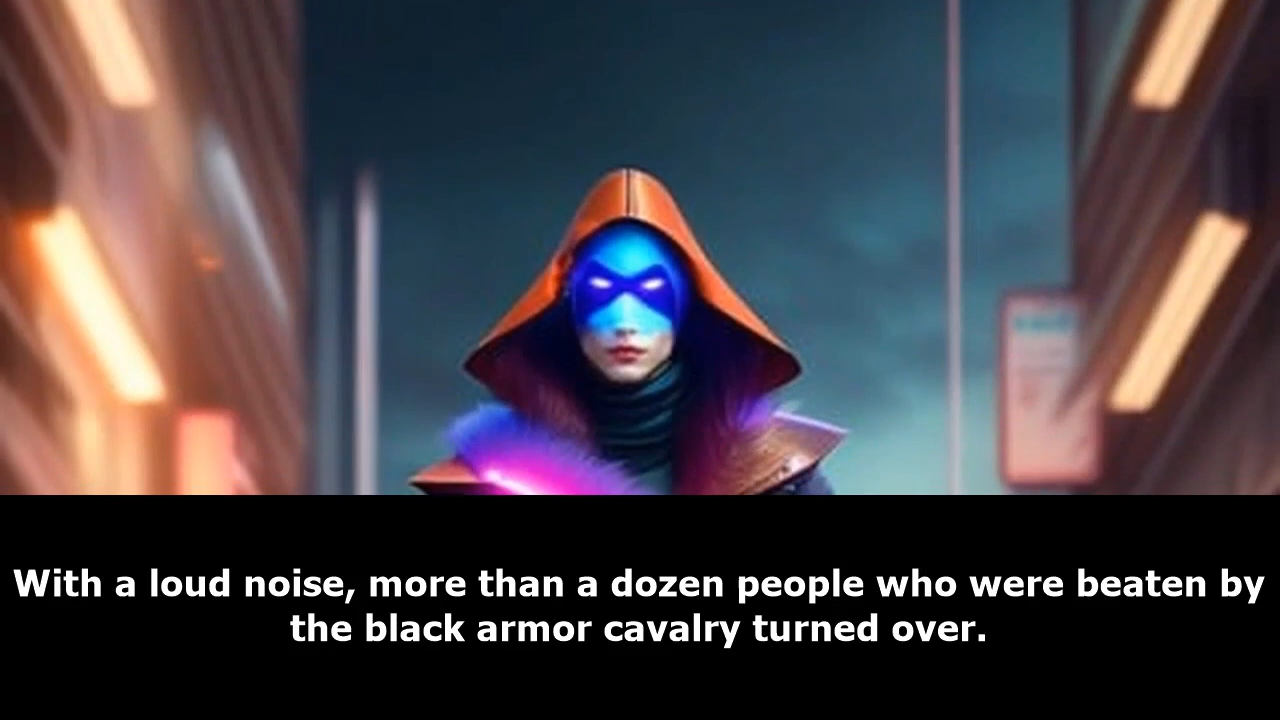 With a loud noise, more than a dozen people who were beaten by
the black armor cavalry turned over.